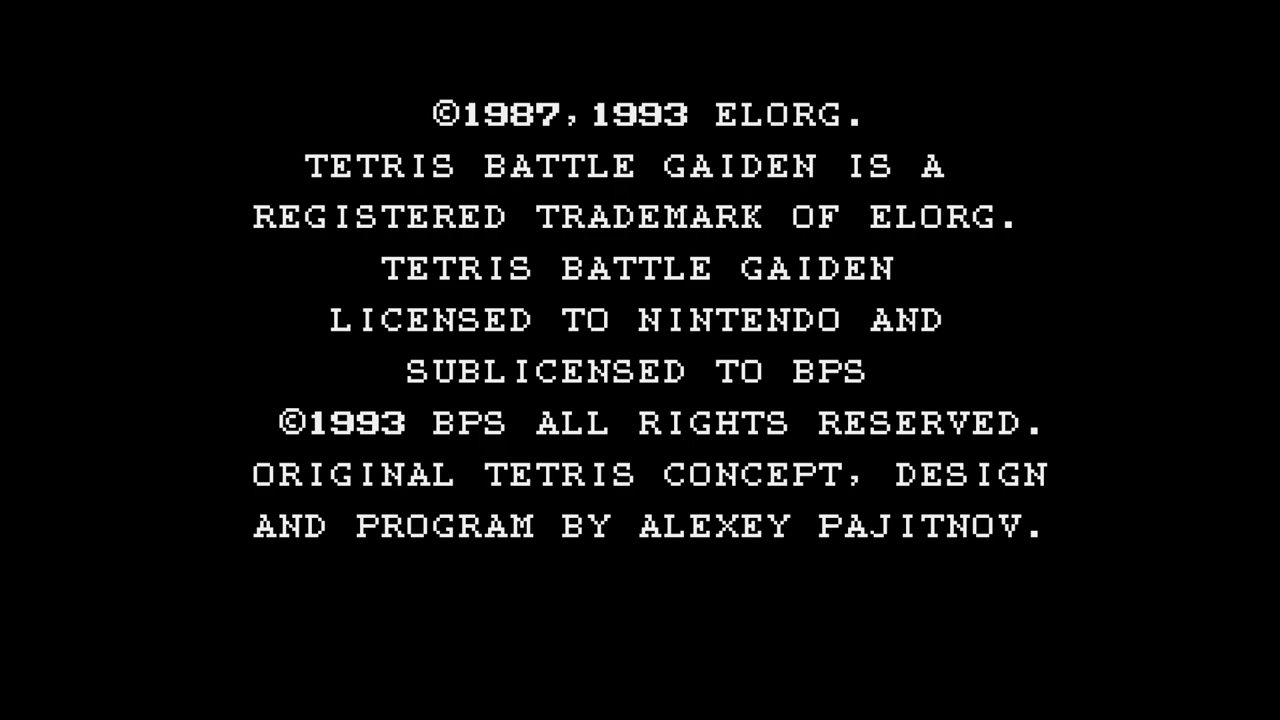 ©1987,1993 ELORG.
TETRIS BATTLE GAIDEN IS A
REGISTERED TRADEMARK OF ELORG.
TETRIS BATTLE GAIDEN
LICENSED TO NINTENDO AND
SUBLICENSED TO BPS
©1993 BPS ALL RIGHTS RESERVED.
ORIGINAL TETRIS CONCEPT, DESIGN
AND PROGRAM BY ALEXEY PAJITNOV.